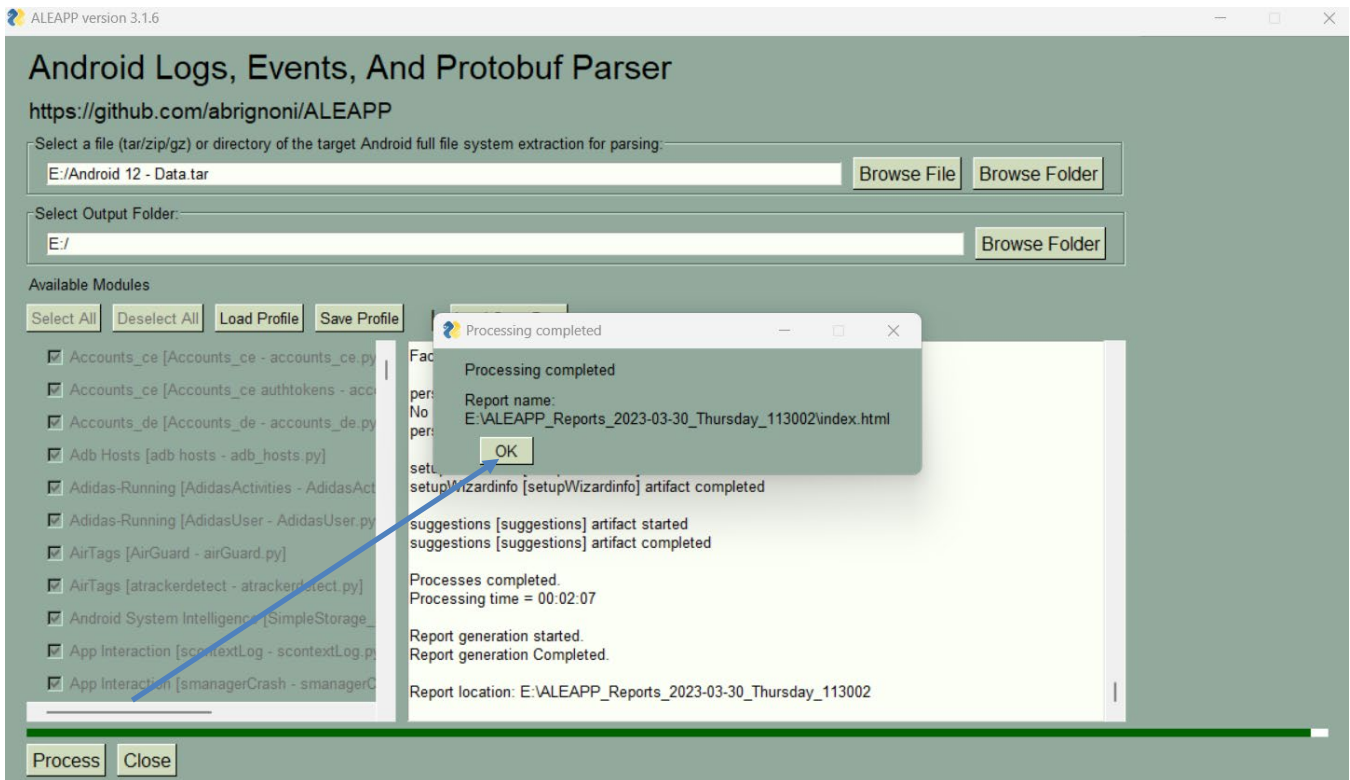 ALEAPP version 3.1.6
Android Logs, Events, And Protobuf Parser
https://github.com/abrignoni/ALEAPP
Select a file (tar/zip/gz) or directory of the target Android full file system extraction for parsing:
E:/Android 12 - Data.tar
Browse File
Browse Folder
Select Output Folder:
E:/
Browse Folder
Available Modules
Select All
Deselect All
Load Profile
Save Profile
Accounts_ce [Accounts_ce - accounts_ce.py
Accounts_ce [Accounts_ce authtokens - acc
Accounts_de [Accounts_de - accounts_de.py
Adb Hosts [adb hosts - adb_hosts.py]
Adidas-Running [AdidasActivities - AdidasAct
Adidas-Running [AdidasUser - AdidasUser.py
AirTags [AirGuard - airGuard.py]
AirTags [atrackerdetect - atrackerdetect.py]
Android System Intelligence [SimpleStorage_
App Interaction [scontextLog - scontextLog.py
App Interaction [smanagerCrash - smanagerC
Fac
per
No
per
setu
setupWizardinfo [setupWizardinfo] artifact completed
suggestions [suggestions] artifact started
suggestions [suggestions] artifact completed
Processes completed.
Processing time = 00:02:07
Report generation started.
Report generation Completed.
Report location: E:\ALEAPP_Reports_2023-03-30_Thursday_113002
Processing completed
Processing completed
Report name:
E:\ALEAPP_Reports_2023-03-30_Thursday_113002\index.html
OK
Process
Close